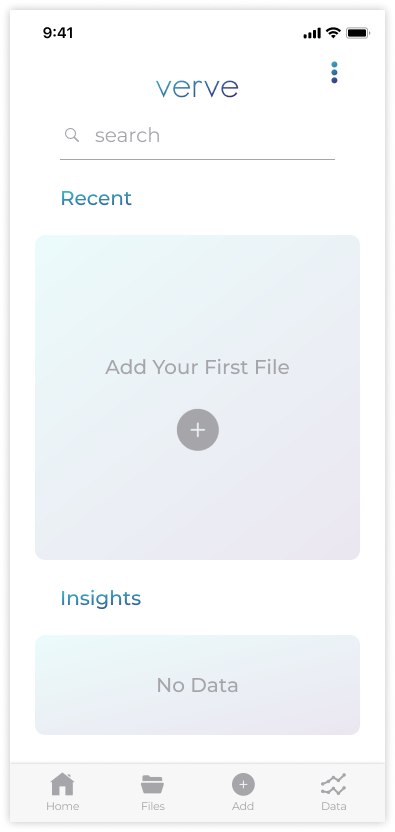 9:41
verve
search
Recent
Add Your First File
Insights
No Data
Home Files Add Data